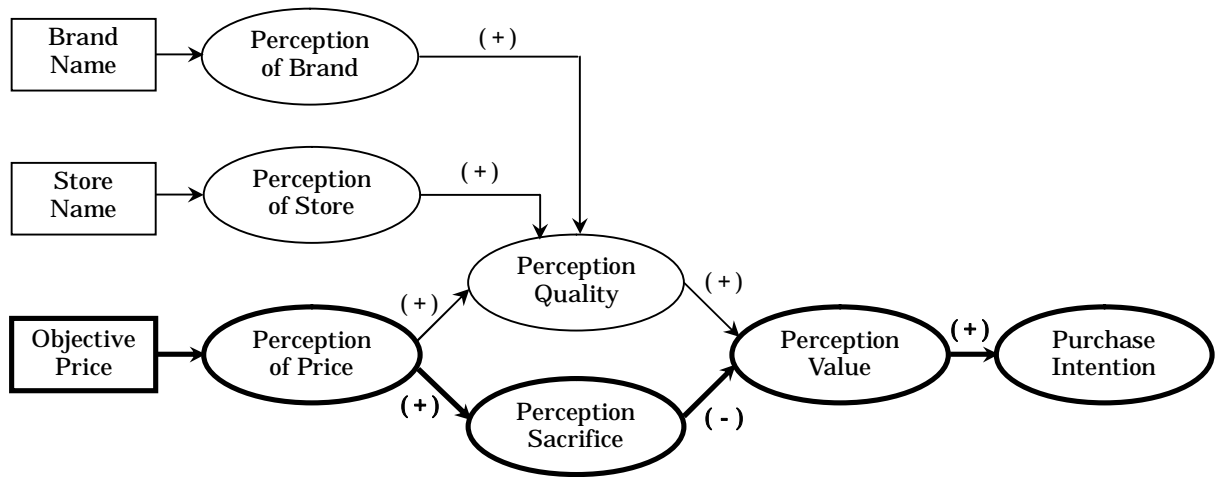 Brand
Name
Perception
of Brand
(+)
Store
Name
Perception
of Store
(+)
Perception
Quality
(+)
(+)
Objective
Price
Perception
of Price
(+)
Perception
Sacrifice
(-)
Perception
Value
(+)
Purchase
Intention